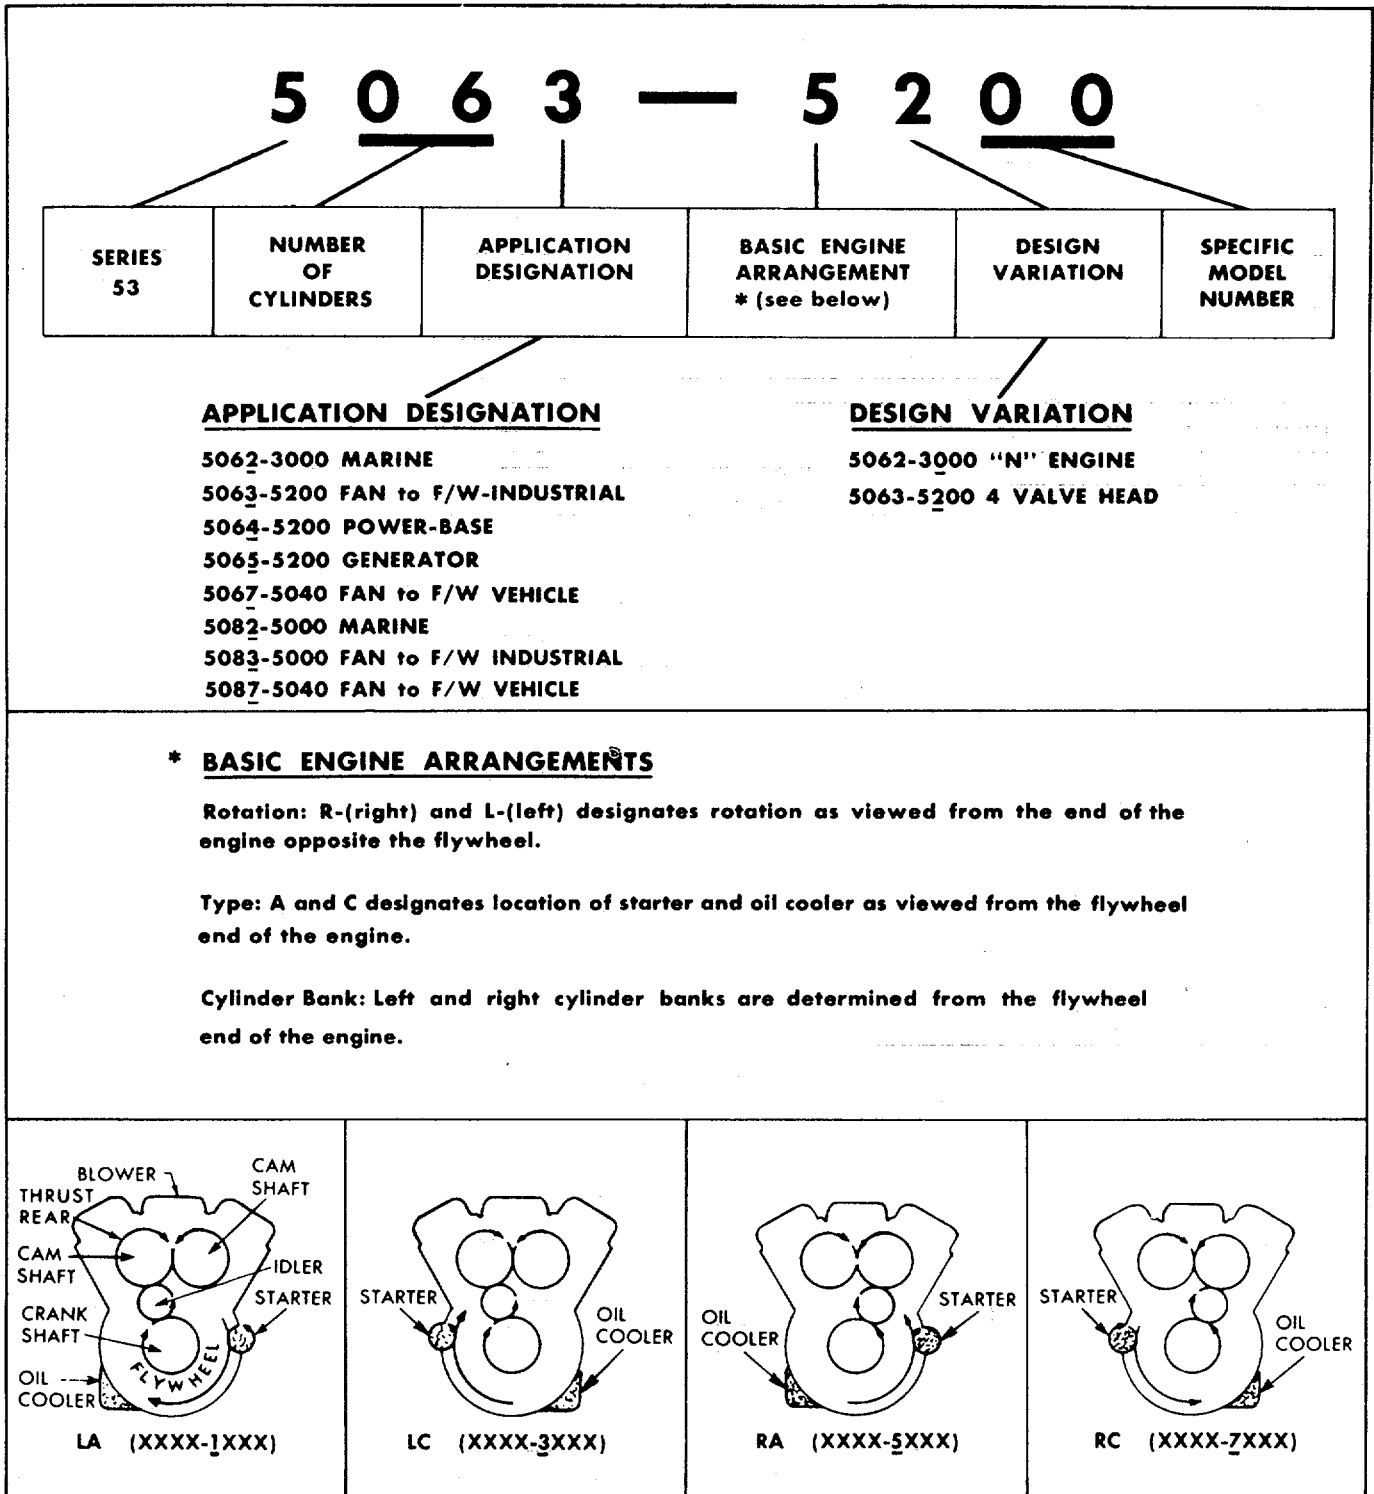 5 0 6 3 — 5 2 0 0
SERIES
53
NUMBER
OF
CYLINDERS
APPLICATION
DESIGNATION
BASIC ENGINE
ARRANGEMENT
* (see below)
DESIGN
VARIATION
SPECIFIC
MODEL
NUMBER
APPLICATION DESIGNATION
5062-3000 MARINE
5063-5200 FAN to F/W-INDUSTRIAL
5064-5200 POWER-BASE
5065-5200 GENERATOR
5067-5040 FAN to F/W VEHICLE
5082-5000 MARINE
5083-5000 FAN to F/W INDUSTRIAL
5087-5040 FAN to F/W VEHICLE
DESIGN VARIATION
5062-3000 "N" ENGINE
5063-5200 4 VALVE HEAD
* BASIC ENGINE ARRANGEMENTS
Rotation: R-(right) and L-(left) designates rotation as viewed from the end of the
engine opposite the flywheel.
Type: A and C designates location of starter and oil cooler as viewed from the flywheel
end of the engine.
Cylinder Bank: Left and right cylinder banks are determined from the flywheel
end of the engine.
BLOWER
CAM
SHAFT
THRUST
REAR
CAM
SHAFT
IDLER
STARTER
CRANK
SHAFT
FLYWHEEL
OIL
COOLER
LA (XXXX-1XXX)
STARTER
OIL
COOLER
LC (XXXX-3XXX)
OIL
COOLER
STARTER
RA (XXXX-5XXX)
STARTER
OIL
COOLER
RC (XXXX-7XXX)